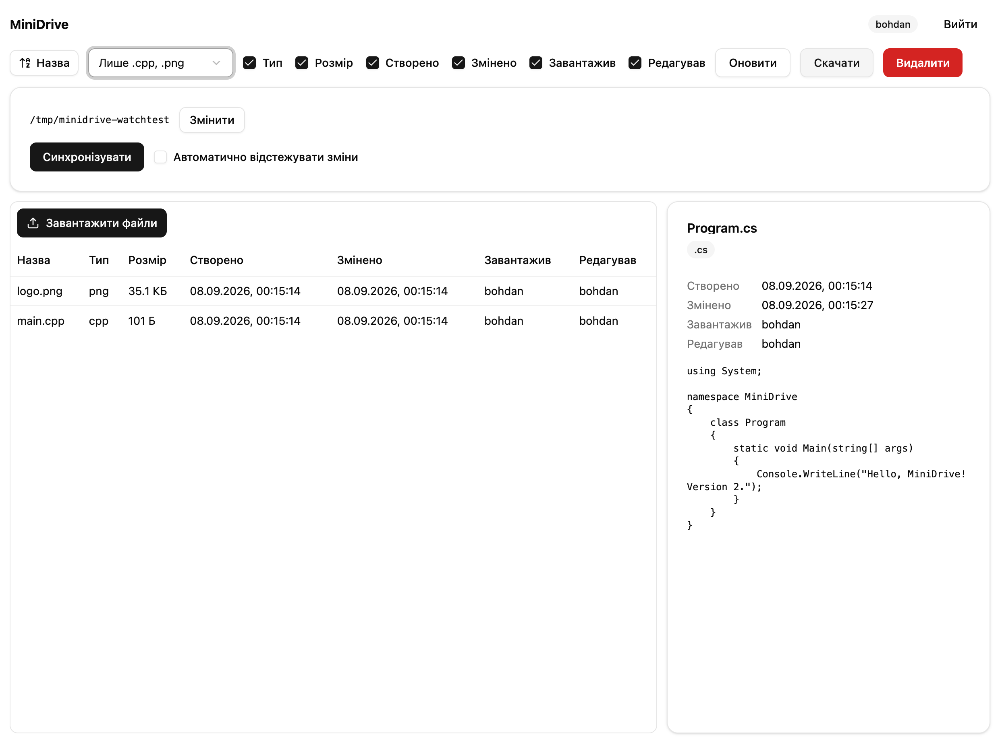 MiniDrive
bohdan Вийти
Назва Лише .cpp, .png Тип Розмір Створено Змінено Завантажив Редагував Оновити Скачати Видалити
/tmp/minidrive-watchtest Змінити
Синхронізувати Автоматично відстежувати зміни
Завантажити файли
Назва Тип Розмір Створено Змінено Завантажив Редагував
logo.png png 35.1 КБ 08.09.2026, 00:15:14 08.09.2026, 00:15:14 bohdan bohdan
main.cpp cpp 101 Б 08.09.2026, 00:15:14 08.09.2026, 00:15:14 bohdan bohdan
Program.cs
.cs
Створено 08.09.2026, 00:15:14
Змінено 08.09.2026, 00:15:27
Завантажив bohdan
Редагував bohdan
using System;
namespace MiniDrive
{
    class Program
    {
        static void Main(string[] args)
        {
            Console.WriteLine("Hello, MiniDrive!
Version 2.");
        }
    }
}